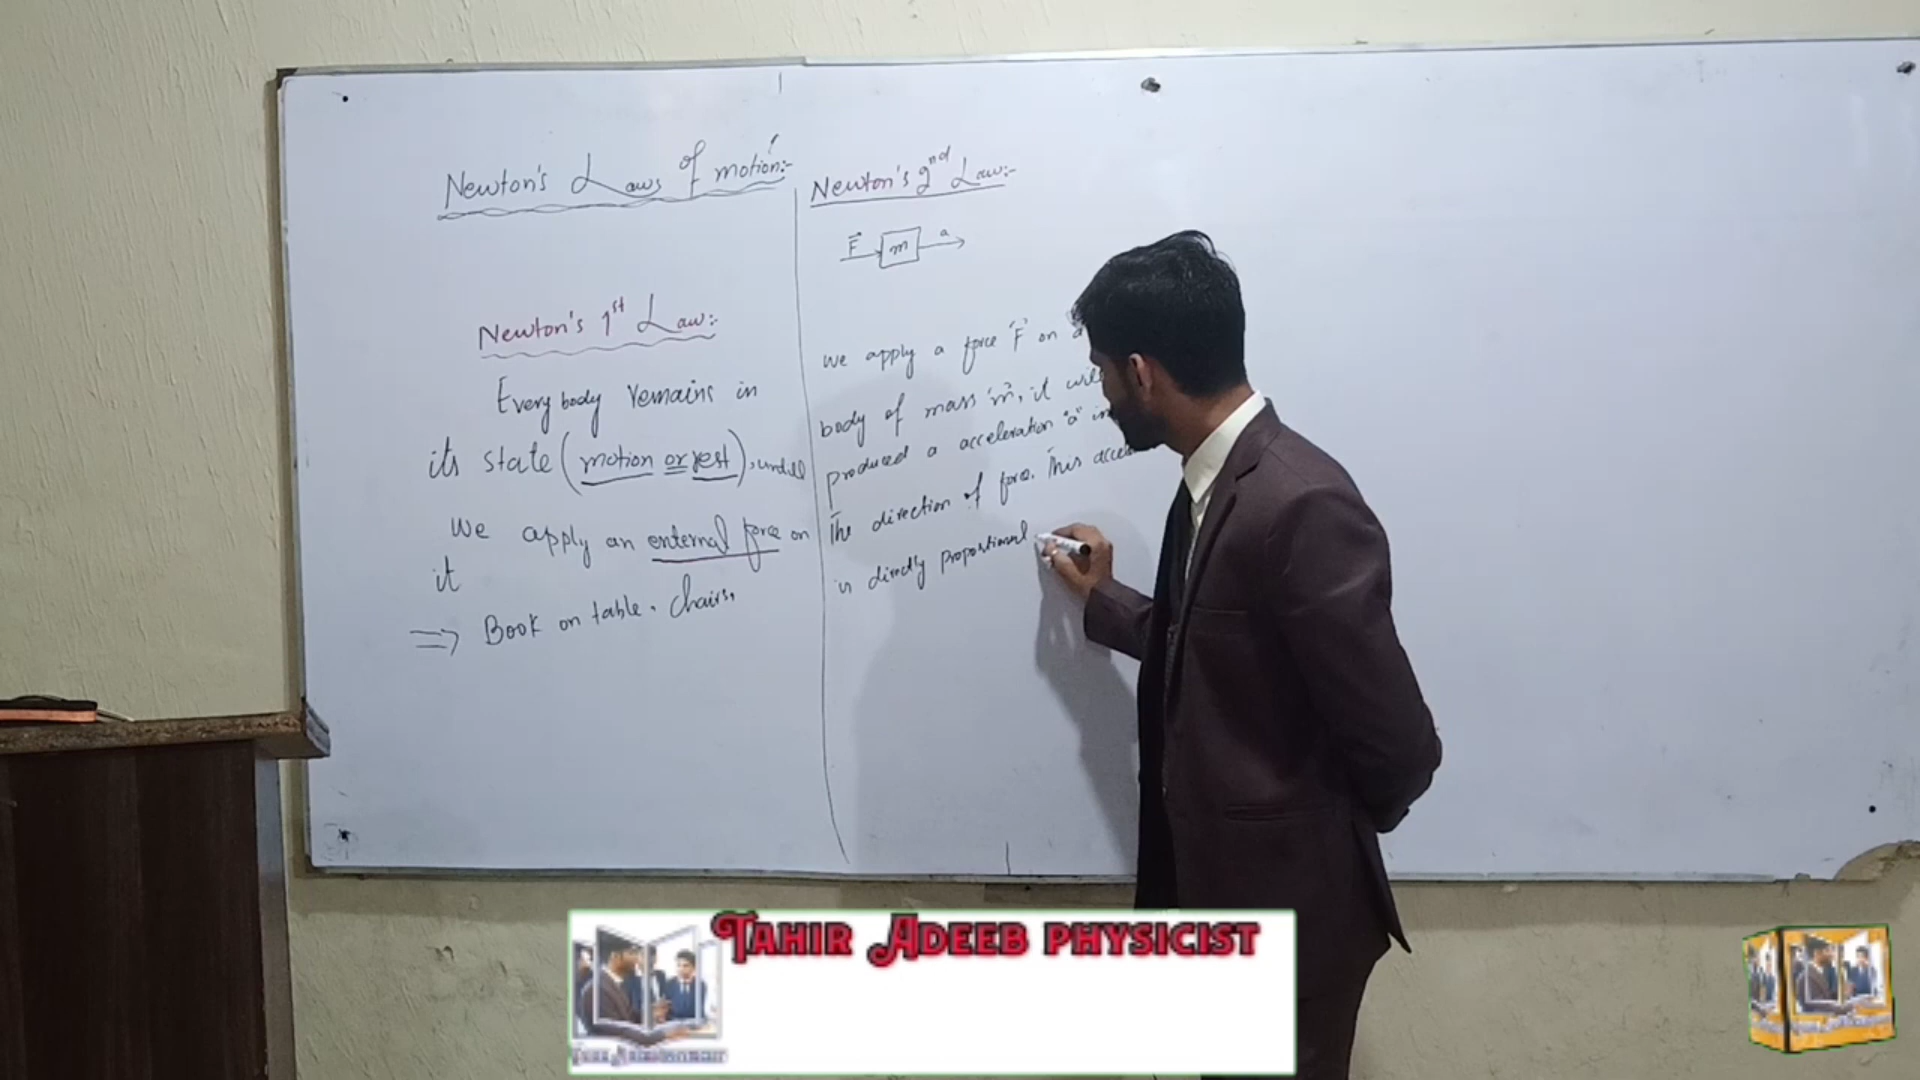 Newton's Laws of motion:-
Newton's 1st Law:-
Every body remains in
its state (motion or rest), untill
we apply an external force on
it
⇒ Book on table, Chairs,
Newton's 2nd Law:-
F m a
we apply a force 'F' on a
body of mass 'm', it will
produced a acceleration "a" in
The direction of force. This accele
is directly proportional
TAHIR ADEEB PHYSICIST